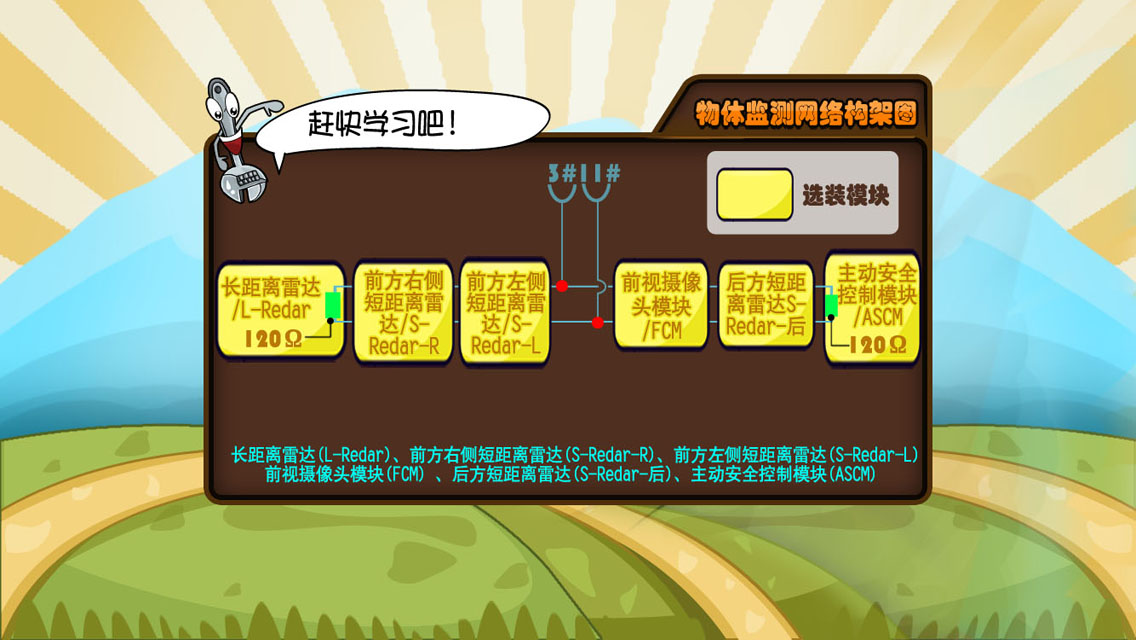 赶快学习吧!
物体监测网络构架图
3#11#
选装模块
长距离雷达
/L-Redar
120Ω
前方右侧
短距离雷
达/S-
Redar-R
前方左侧
短距离雷
达/S-
Redar-L
前视摄像
头模块
/FCM
后方短距
离雷达S-
Redar-后
主动安全
控制模块
/ASCM
120Ω
长距离雷达(L-Redar)、前方右侧短距离雷达(S-Redar-R)、前方左侧短距离雷达(S-Redar-L)
前视摄像头模块(FCM) 、后方短距离雷达(S-Redar-后)、主动安全控制模块(ASCM)